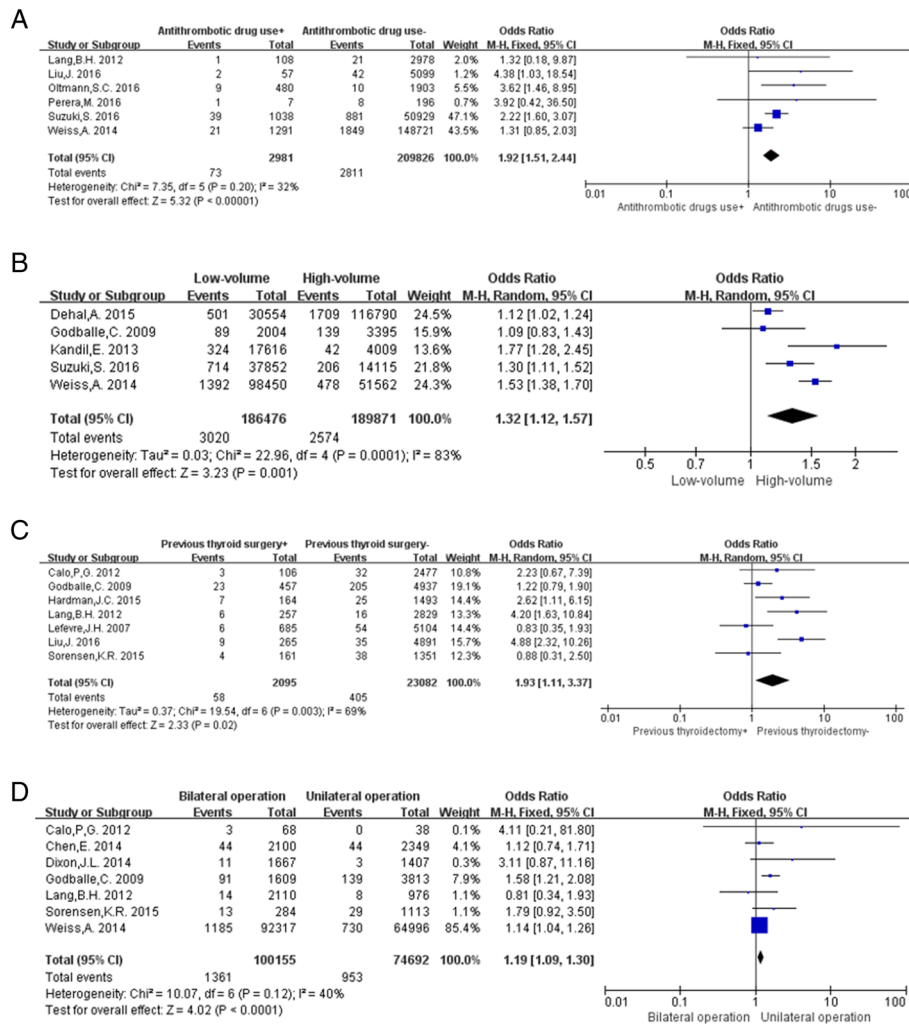 A
Antithrombotic drug use+ Antithrombotic drug use- Odds Ratio Odds Ratio
Study or Subgroup Events Total Events Total Weight M-H, Fixed, 95% CI M-H, Fixed, 95% CI
Lang,B.H. 2012 1 108 21 2978 2.0% 1.32 [0.18, 9.87]
Liu,J. 2016 2 57 42 5099 1.2% 4.38 [1.03, 18.54]
Oltmann,S.C. 2016 9 480 10 1903 5.5% 3.62 [1.46, 8.95]
Perera,M. 2016 1 7 8 196 0.7% 3.92 [0.42, 36.50]
Suzuki,S. 2016 39 1038 881 50929 47.1% 2.22 [1.60, 3.07]
Weiss,A. 2014 21 1291 1849 148721 43.5% 1.31 [0.85, 2.03]
Total (95% CI) 2981 209826 100.0% 1.92 [1.51, 2.44]
Total events 73 2811
Heterogeneity: Chi² = 7.35, df = 5 (P = 0.20); I² = 32%
Test for overall effect: Z = 5.32 (P < 0.00001)
0.01 0.1 1 10 100
Antithrombotic drugs use+ Antithrombotic drugs use-
B
Low-volume High-volume Odds Ratio Odds Ratio
Study or Subgroup Events Total Events Total Weight M-H, Random, 95% CI M-H, Random, 95% CI
Dehal,A. 2015 501 30554 1709 116790 24.5% 1.12 [1.02, 1.24]
Godballe,C. 2009 89 2004 139 3395 15.9% 1.09 [0.83, 1.43]
Kandil,E. 2013 324 17616 42 4009 13.6% 1.77 [1.28, 2.45]
Suzuki,S. 2016 714 37852 206 14115 21.8% 1.30 [1.11, 1.52]
Weiss,A. 2014 1392 98450 478 51562 24.3% 1.53 [1.38, 1.70]
Total (95% CI) 186476 189871 100.0% 1.32 [1.12, 1.57]
Total events 3020 2574
Heterogeneity: Tau² = 0.03; Chi² = 22.96, df = 4 (P = 0.0001); I² = 83%
Test for overall effect: Z = 3.23 (P = 0.001)
0.5 0.7 1 1.5 2
Low-volume High-volume
C
Previous thyroid surgery+ Previous thyroid surgery- Odds Ratio Odds Ratio
Study or Subgroup Events Total Events Total Weight M-H, Random, 95% CI M-H, Random, 95% CI
Calo,P,G. 2012 3 106 32 2477 10.8% 2.23 [0.67, 7.39]
Godballe,C. 2009 23 457 205 4937 19.1% 1.22 [0.79, 1.90]
Hardman,J.C. 2015 7 164 25 1493 14.4% 2.62 [1.11, 6.15]
Lang,B.H. 2012 6 257 16 2829 13.3% 4.20 [1.63, 10.84]
Lefevre,J.H. 2007 6 685 54 5104 14.4% 0.83 [0.35, 1.93]
Liu,J. 2016 9 265 35 4891 15.7% 4.88 [2.32, 10.26]
Sorensen,K.R. 2015 4 161 38 1351 12.3% 0.88 [0.31, 2.50]
Total (95% CI) 2095 23082 100.0% 1.93 [1.11, 3.37]
Total events 58 405
Heterogeneity: Tau² = 0.37; Chi² = 19.54, df = 6 (P = 0.003); I² = 69%
Test for overall effect: Z = 2.33 (P = 0.02)
0.01 0.1 1 10 100
Previous thyroidectomy+ Previous thyroidectomy-
D
Bilateral operation Unilateral operation Odds Ratio Odds Ratio
Study or Subgroup Events Total Events Total Weight M-H, Fixed, 95% CI M-H, Fixed, 95% CI
Calo,P,G. 2012 3 68 0 38 0.1% 4.11 [0.21, 81.80]
Chen,E. 2014 44 2100 44 2349 4.5% 1.12 [0.74, 1.71]
Dixon,J.L. 2014 11 1667 3 1407 0.3% 3.11 [0.87, 11.16]
Godballe,C. 2009 91 1609 139 3813 7.9% 1.58 [1.21, 2.08]
Lang,B.H. 2012 14 2110 8 976 1.2% 0.81 [0.34, 1.93]
Sorensen,K.R. 2015 13 284 29 1113 1.1% 1.79 [0.92, 3.50]
Weiss,A. 2014 1185 92317 730 64996 85.4% 1.14 [1.04, 1.26]
Total (95% CI) 100155 74692 100.0% 1.19 [1.09, 1.30]
Total events 1361 953
Heterogeneity: Chi² = 10.07, df = 6 (P = 0.12); I² = 40%
Test for overall effect: Z = 4.02 (P < 0.0001)
0.01 0.1 1 10 100
Bilateral operation Unilateral operation